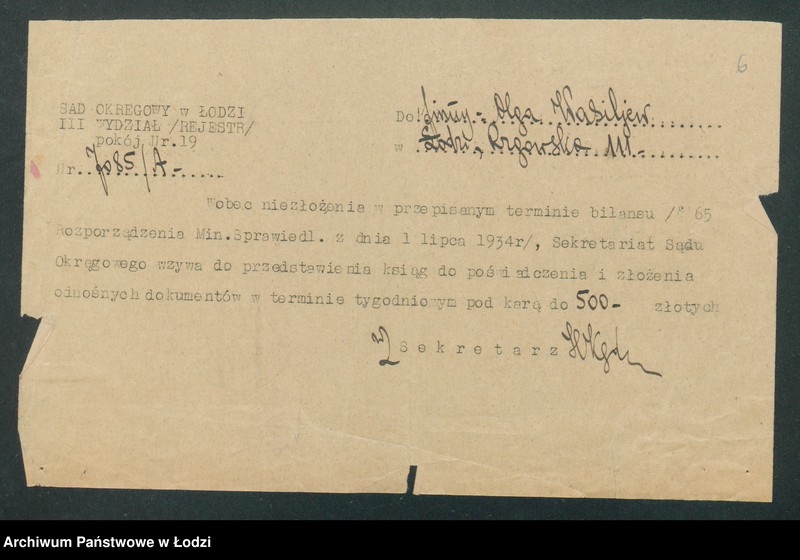 6
SĄD OKRĘGOWY w ŁODZI
III WYDZIAŁ /REJESTR/
pokój Nr.19
Nr. 7085/A-
Do firmy - Olga Wasiljew
w Łodzi, Rzgowska 111.-
Wobec niezłożenia w przepisanym terminie bilansu /§ 65
Rozporządzenia Min.Sprawiedl. z dnia 1 lipca 1934r/, Sekretariat Sądu
Okręgowego wzywa do przedstawienia ksiąg do poświadczenia i złożenia
odnośnych dokumentów w terminie tygodniowym pod karą do 500- złotych
Sekretarz
Archiwum Państwowe w Łodzi